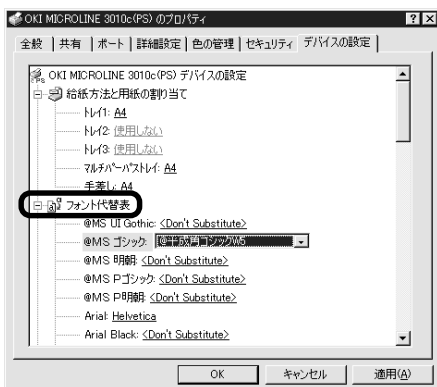 OKI MICROLINE 3010c(PS) のプロパティ
全般 共有 ポート 詳細設定 色の管理 セキュリティ デバイスの設定
OKI MICROLINE 3010c(PS) デバイスの設定
給紙方法と用紙の割り当て
トレイ1: A4
トレイ2: 使用しない
トレイ3: 使用しない
マルチパーパストレイ: A4
手差し: A4
フォント代替表
@MS UI Gothic: <Don't Substitute>
@MS ゴシック: @平成角ゴシックW5
@MS 明朝: <Don't Substitute>
@MS Pゴシック: <Don't Substitute>
@MS P明朝: <Don't Substitute>
Arial: Helvetica
Arial Black: <Don't Substitute>
OK キャンセル 適用(A)